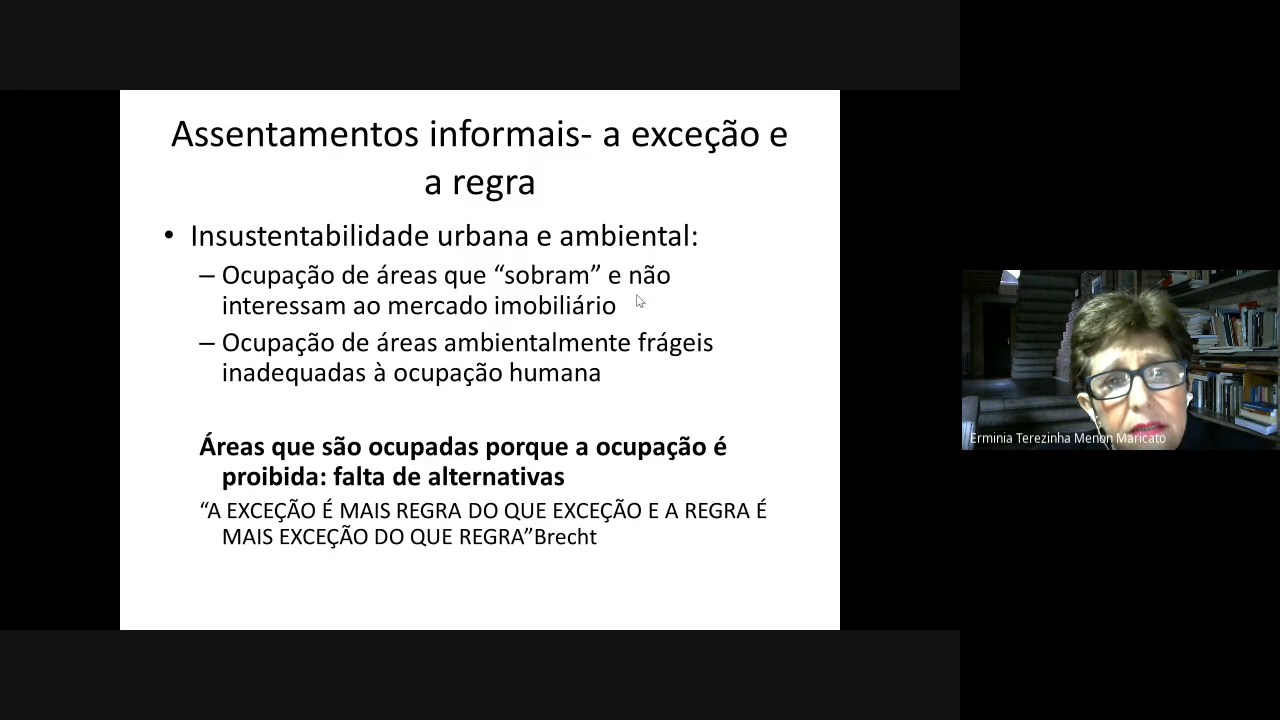 Assentamentos informais- a exceção e
a regra
• Insustentabilidade urbana e ambiental:
– Ocupação de áreas que “sobram” e não
interessam ao mercado imobiliário
– Ocupação de áreas ambientalmente frágeis
inadequadas à ocupação humana
Áreas que são ocupadas porque a ocupação é
proibida: falta de alternativas
“A EXCEÇÃO É MAIS REGRA DO QUE EXCEÇÃO E A REGRA É
MAIS EXCEÇÃO DO QUE REGRA”Brecht
Erminia Terezinha Menon Maricato